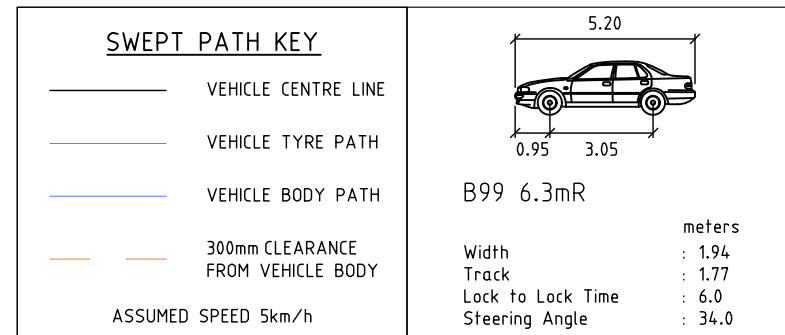 SWEPT PATH KEY
VEHICLE CENTRE LINE
VEHICLE TYRE PATH
VEHICLE BODY PATH
300mm CLEARANCE
FROM VEHICLE BODY
ASSUMED SPEED 5km/h
5.20
0.95 3.05
B99 6.3mR
meters
Width : 1.94
Track : 1.77
Lock to Lock Time : 6.0
Steering Angle : 34.0